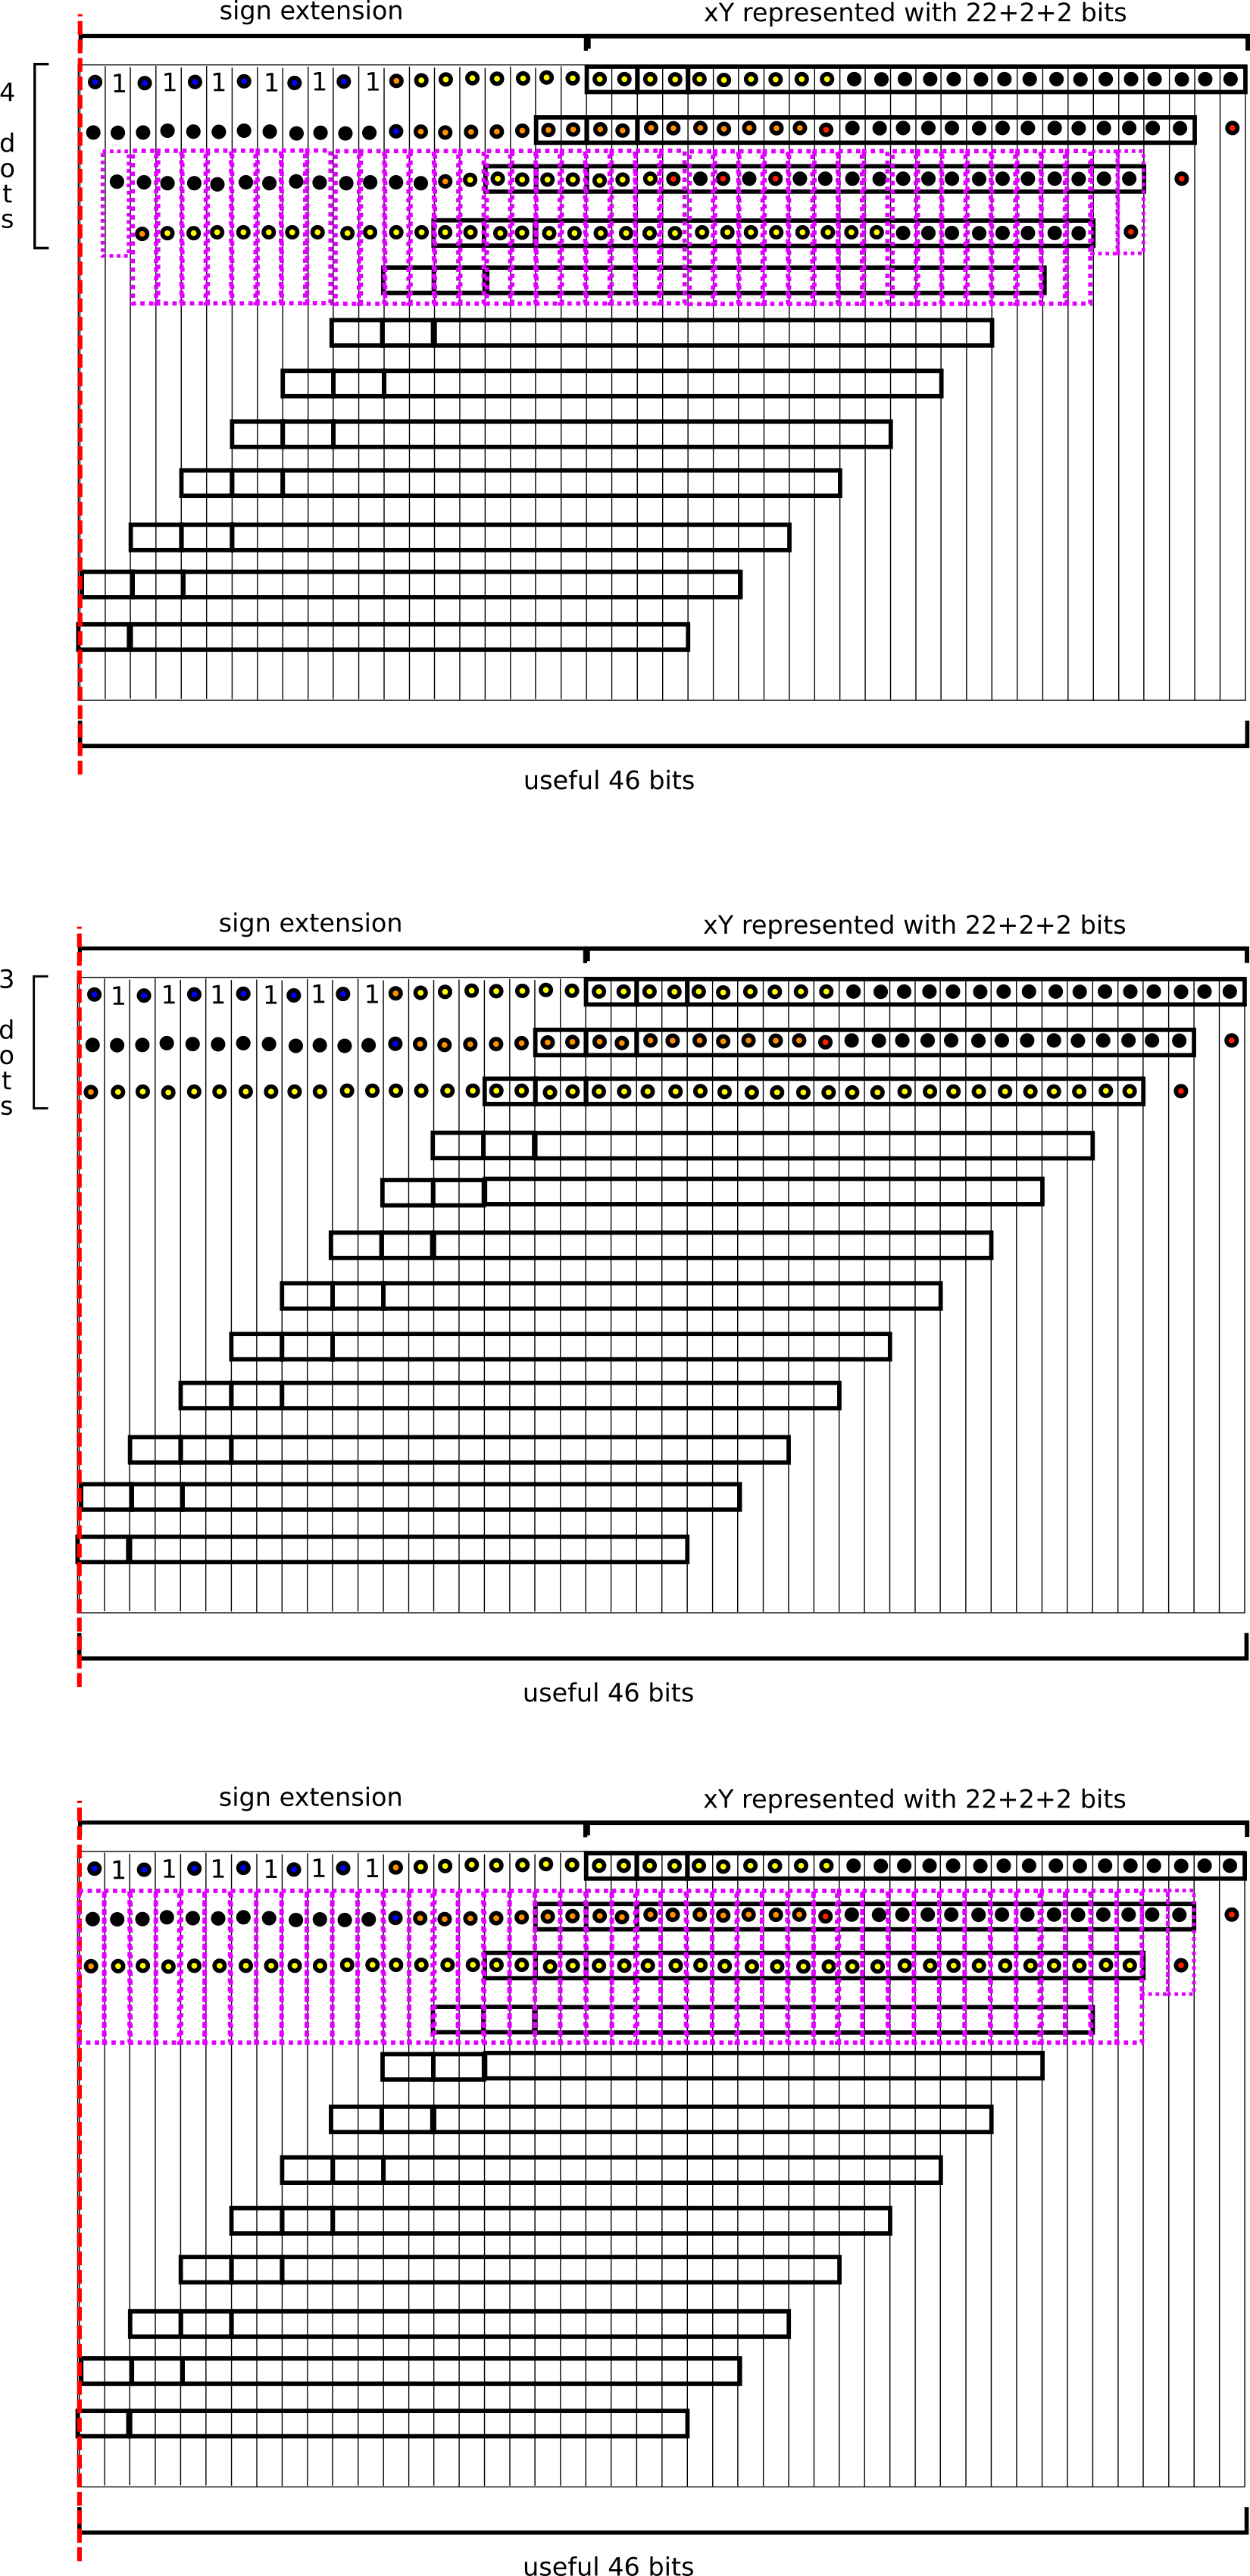 sign extension xY represented with 22+2+2 bits
4 dots
1 1 1 1 1 1
useful 46 bits
sign extension xY represented with 22+2+2 bits
3 dots
1 1 1 1 1 1
useful 46 bits
sign extension xY represented with 22+2+2 bits
1 1 1 1 1 1
useful 46 bits